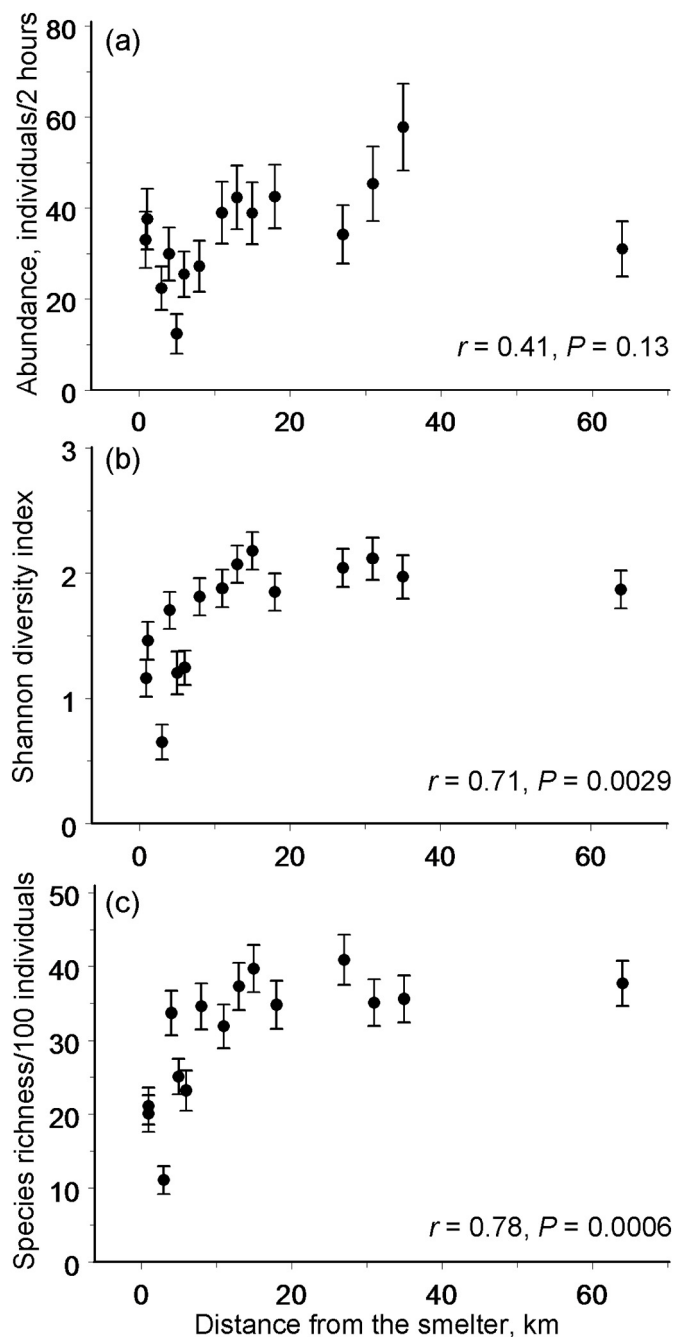 (a)
Abundance, individuals/2 hours
80
60
40
20
0
r = 0.41, P = 0.13
0 20 40 60
(b)
Shannon diversity index
3
2
1
0
r = 0.71, P = 0.0029
0 20 40 60
(c)
Species richness/100 individuals
50
40
30
20
10
0
r = 0.78, P = 0.0006
0 20 40 60
Distance from the smelter, km